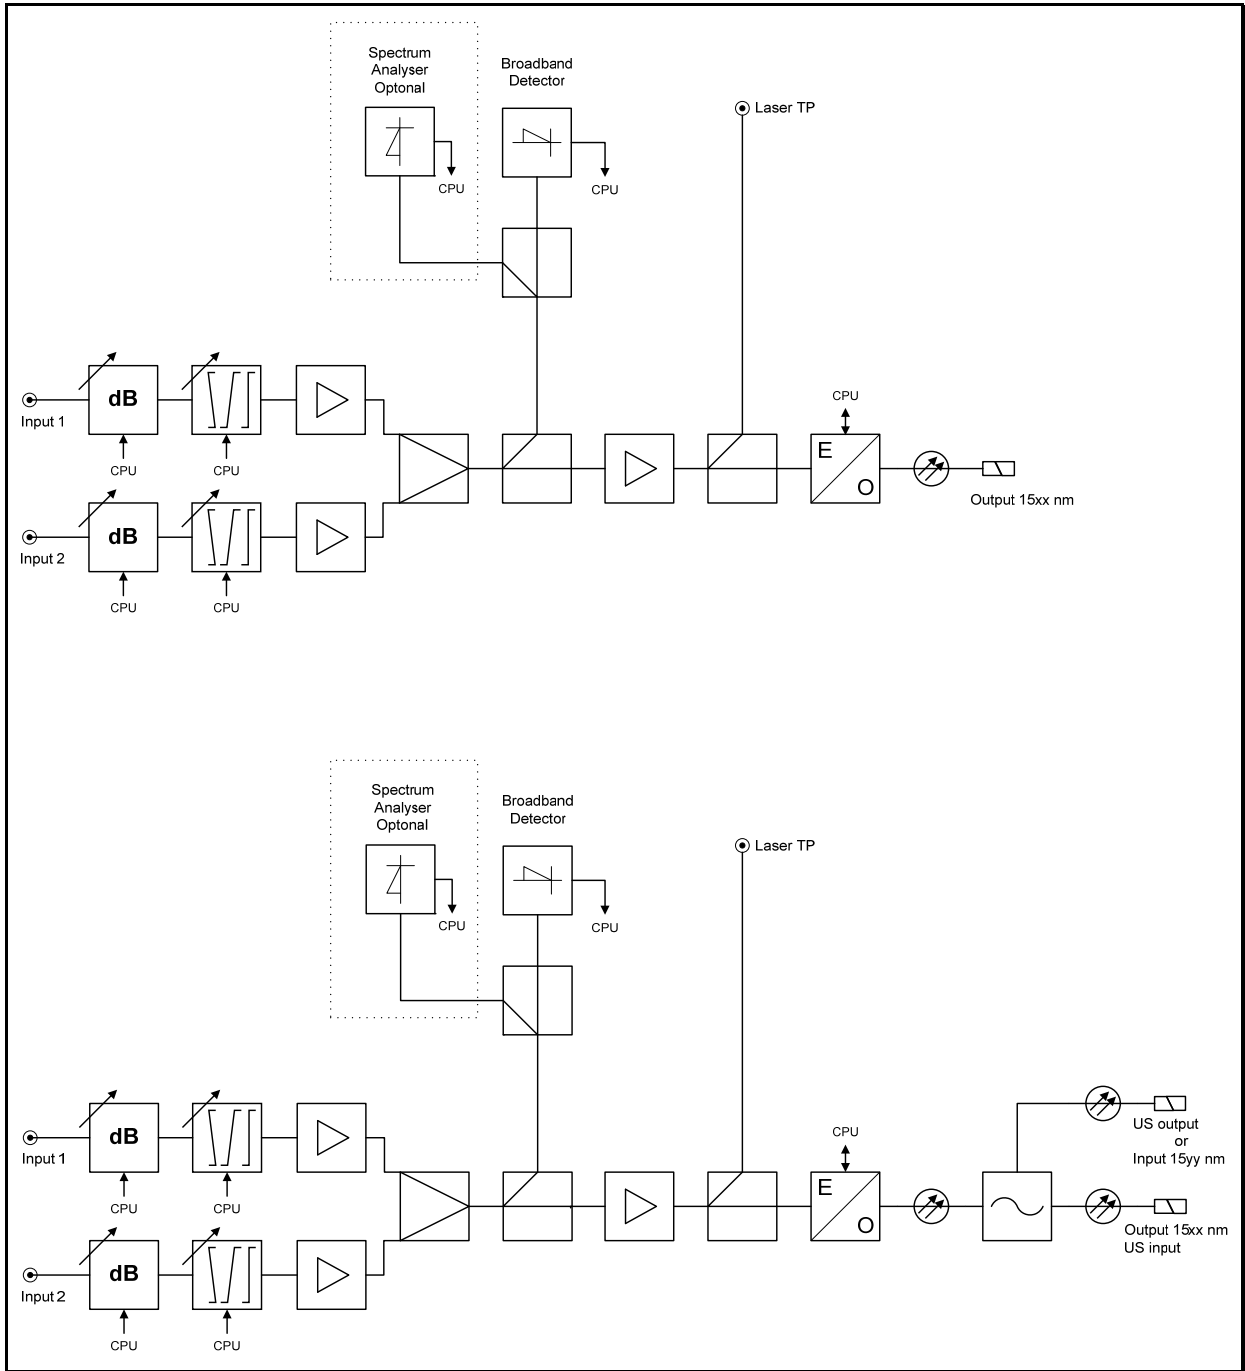 Spectrum
Analyser
Optonal
Broadband
Detector
Laser TP
CPU
CPU
dB
Input 1
CPU
CPU
CPU
E
O
Output 15xx nm
dB
Input 2
CPU
CPU
Spectrum
Analyser
Optonal
Broadband
Detector
Laser TP
CPU
CPU
dB
Input 1
CPU
CPU
CPU
E
O
US output
or
Input 15yy nm
Output 15xx nm
US input
dB
Input 2
CPU
CPU